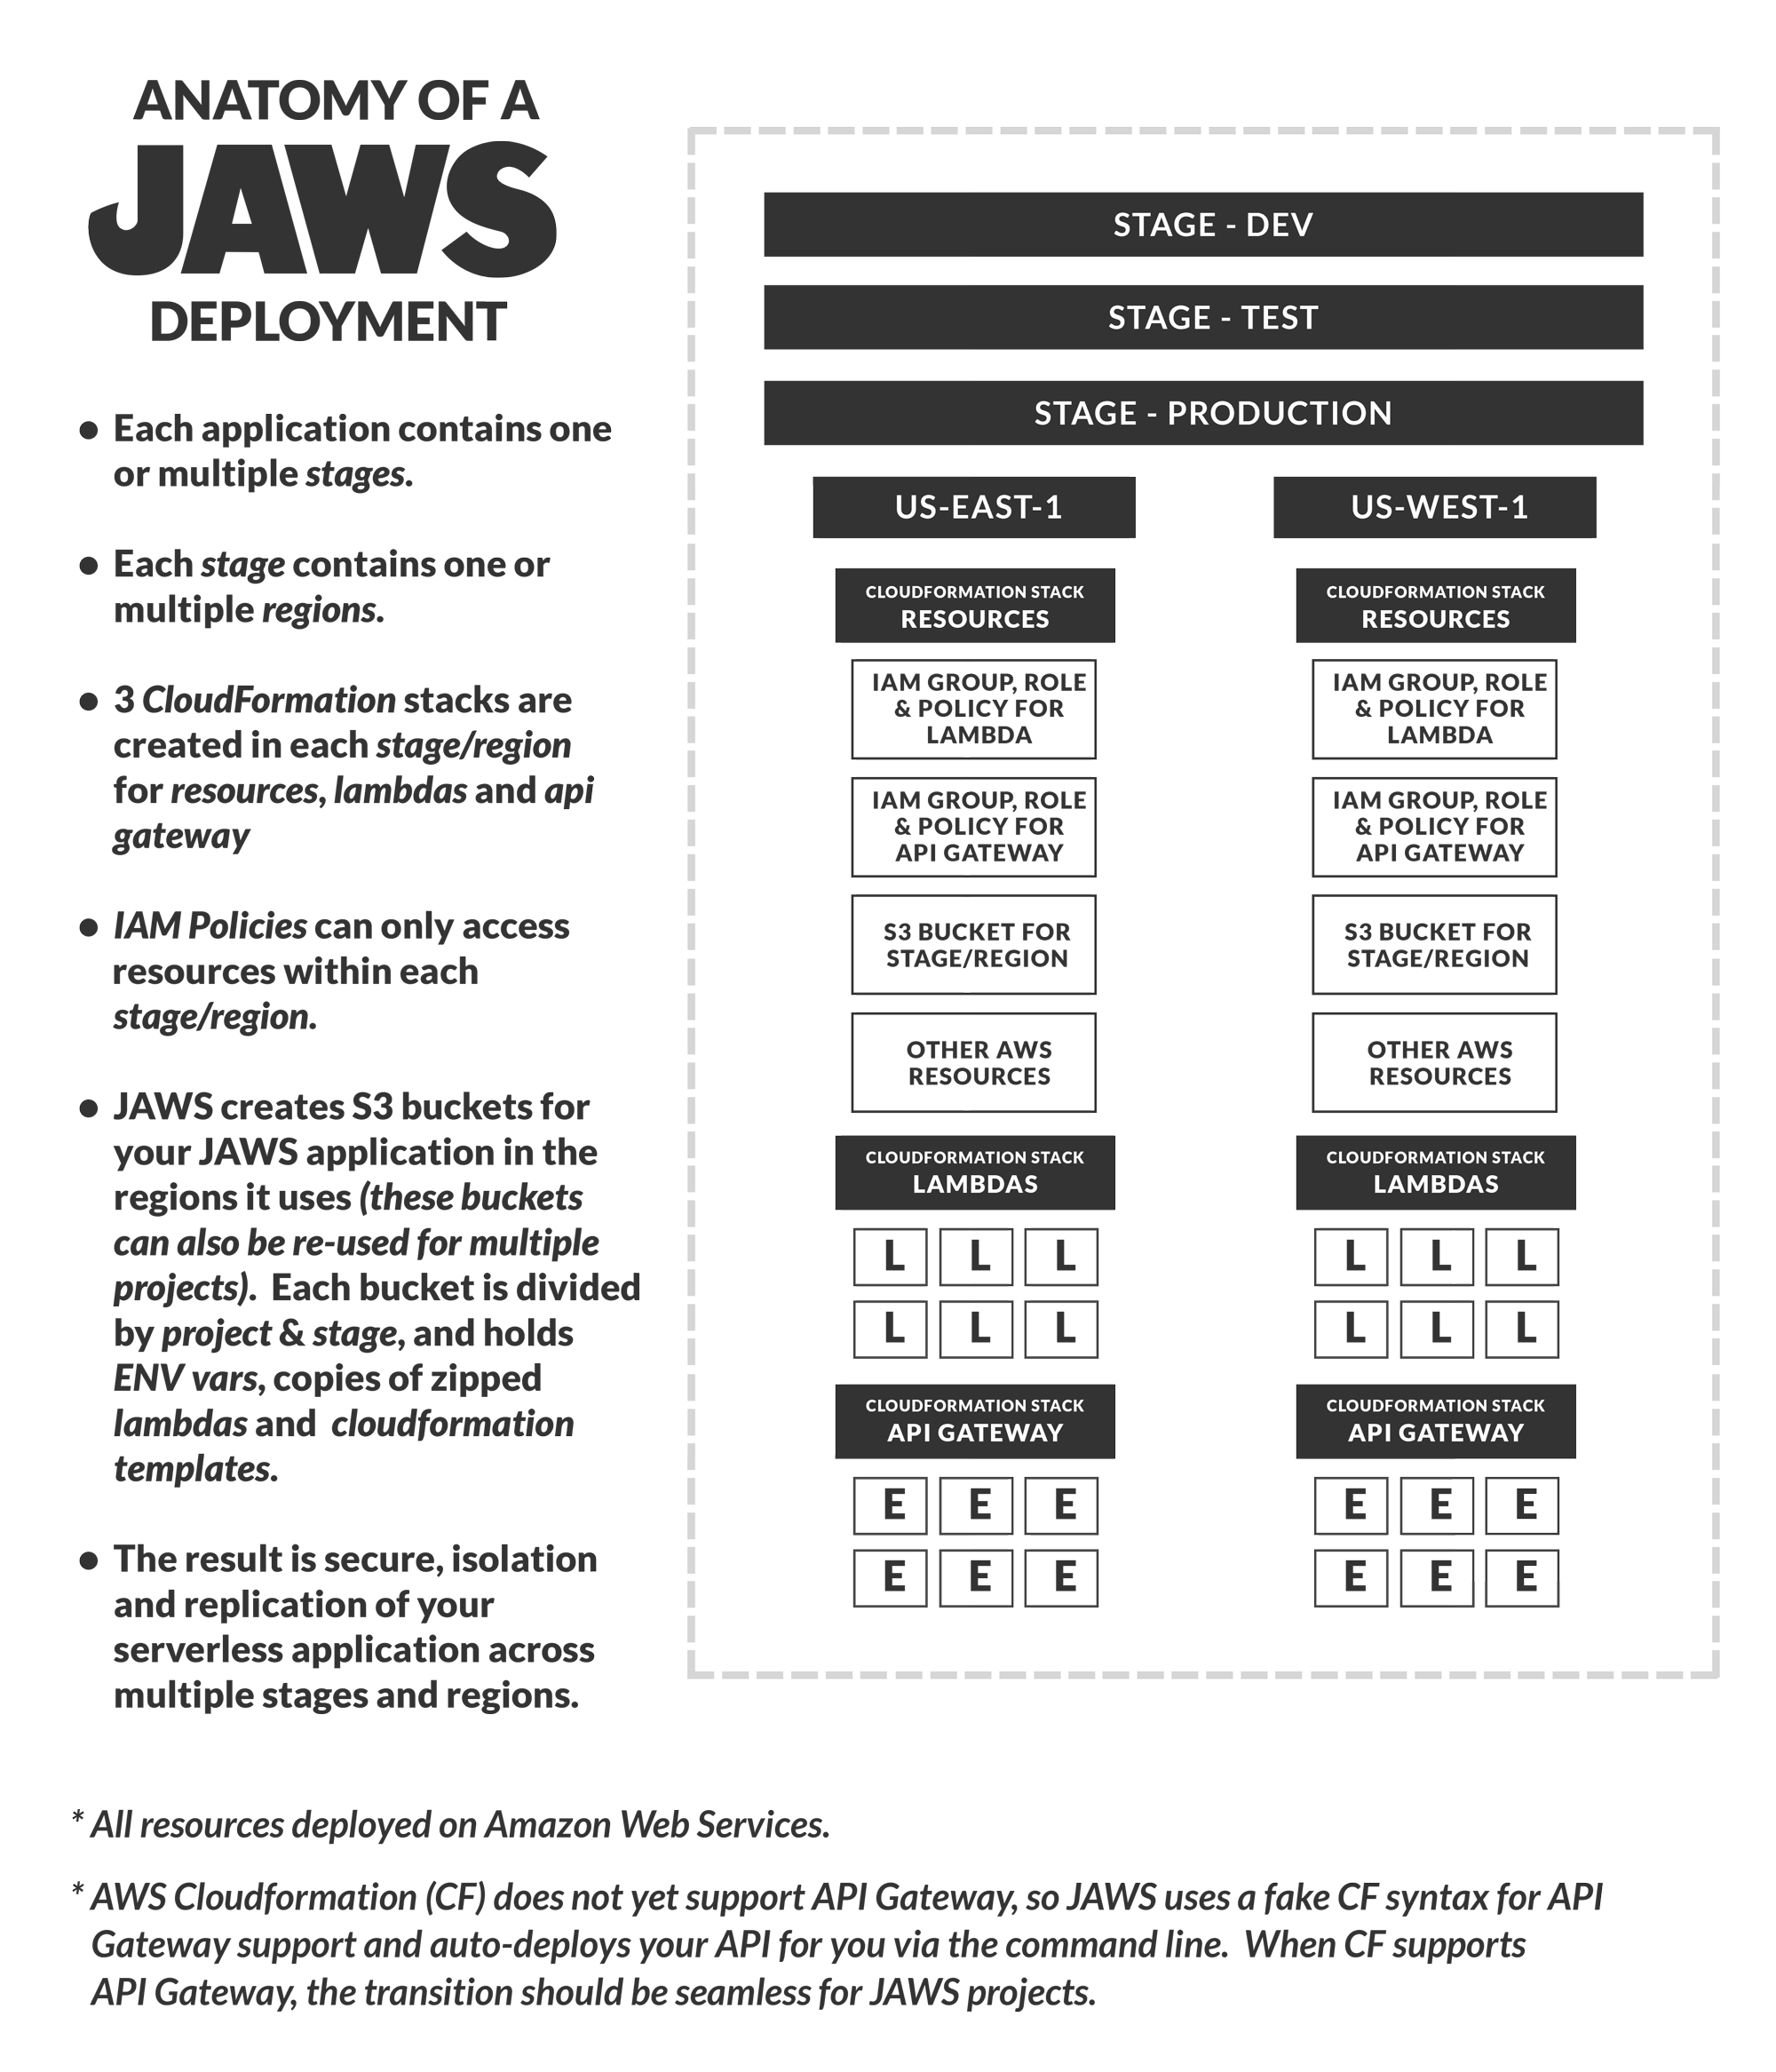 ANATOMY OF A
JAWS
DEPLOYMENT
● Each application contains one
or multiple stages.
● Each stage contains one or
multiple regions.
● 3 CloudFormation stacks are
created in each stage/region
for resources, lambdas and api
gateway
● IAM Policies can only access
resources within each
stage/region.
● JAWS creates S3 buckets for
your JAWS application in the
regions it uses (these buckets
can also be re-used for multiple
projects).  Each bucket is divided
by project & stage, and holds
ENV vars, copies of zipped
lambdas and  cloudformation
templates.
● The result is secure, isolation
and replication of your
serverless application across
multiple stages and regions.
STAGE - DEV
STAGE - TEST
STAGE - PRODUCTION
US-EAST-1
CLOUDFORMATION STACK
RESOURCES
IAM GROUP, ROLE
& POLICY FOR
LAMBDA
IAM GROUP, ROLE
& POLICY FOR
API GATEWAY
S3 BUCKET FOR
STAGE/REGION
OTHER AWS
RESOURCES
CLOUDFORMATION STACK
LAMBDAS
L L L
L L L
CLOUDFORMATION STACK
API GATEWAY
E E E
E E E
US-WEST-1
CLOUDFORMATION STACK
RESOURCES
IAM GROUP, ROLE
& POLICY FOR
LAMBDA
IAM GROUP, ROLE
& POLICY FOR
API GATEWAY
S3 BUCKET FOR
STAGE/REGION
OTHER AWS
RESOURCES
CLOUDFORMATION STACK
LAMBDAS
L L L
L L L
CLOUDFORMATION STACK
API GATEWAY
E E E
E E E
* All resources deployed on Amazon Web Services.
* AWS Cloudformation (CF) does not yet support API Gateway, so JAWS uses a fake CF syntax for API
Gateway support and auto-deploys your API for you via the command line.  When CF supports
API Gateway, the transition should be seamless for JAWS projects.